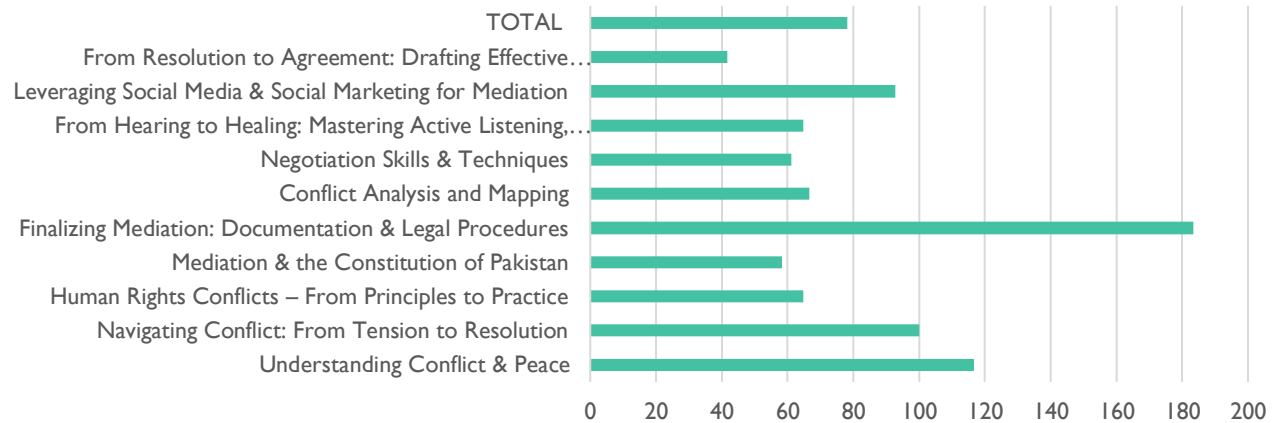 TOTAL
From Resolution to Agreement: Drafting Effective…
Leveraging Social Media & Social Marketing for Mediation
From Hearing to Healing: Mastering Active Listening,…
Negotiation Skills & Techniques
Conflict Analysis and Mapping
Finalizing Mediation: Documentation & Legal Procedures
Mediation & the Constitution of Pakistan
Human Rights Conflicts – From Principles to Practice
Navigating Conflict: From Tension to Resolution
Understanding Conflict & Peace
0 20 40 60 80 100 120 140 160 180 200